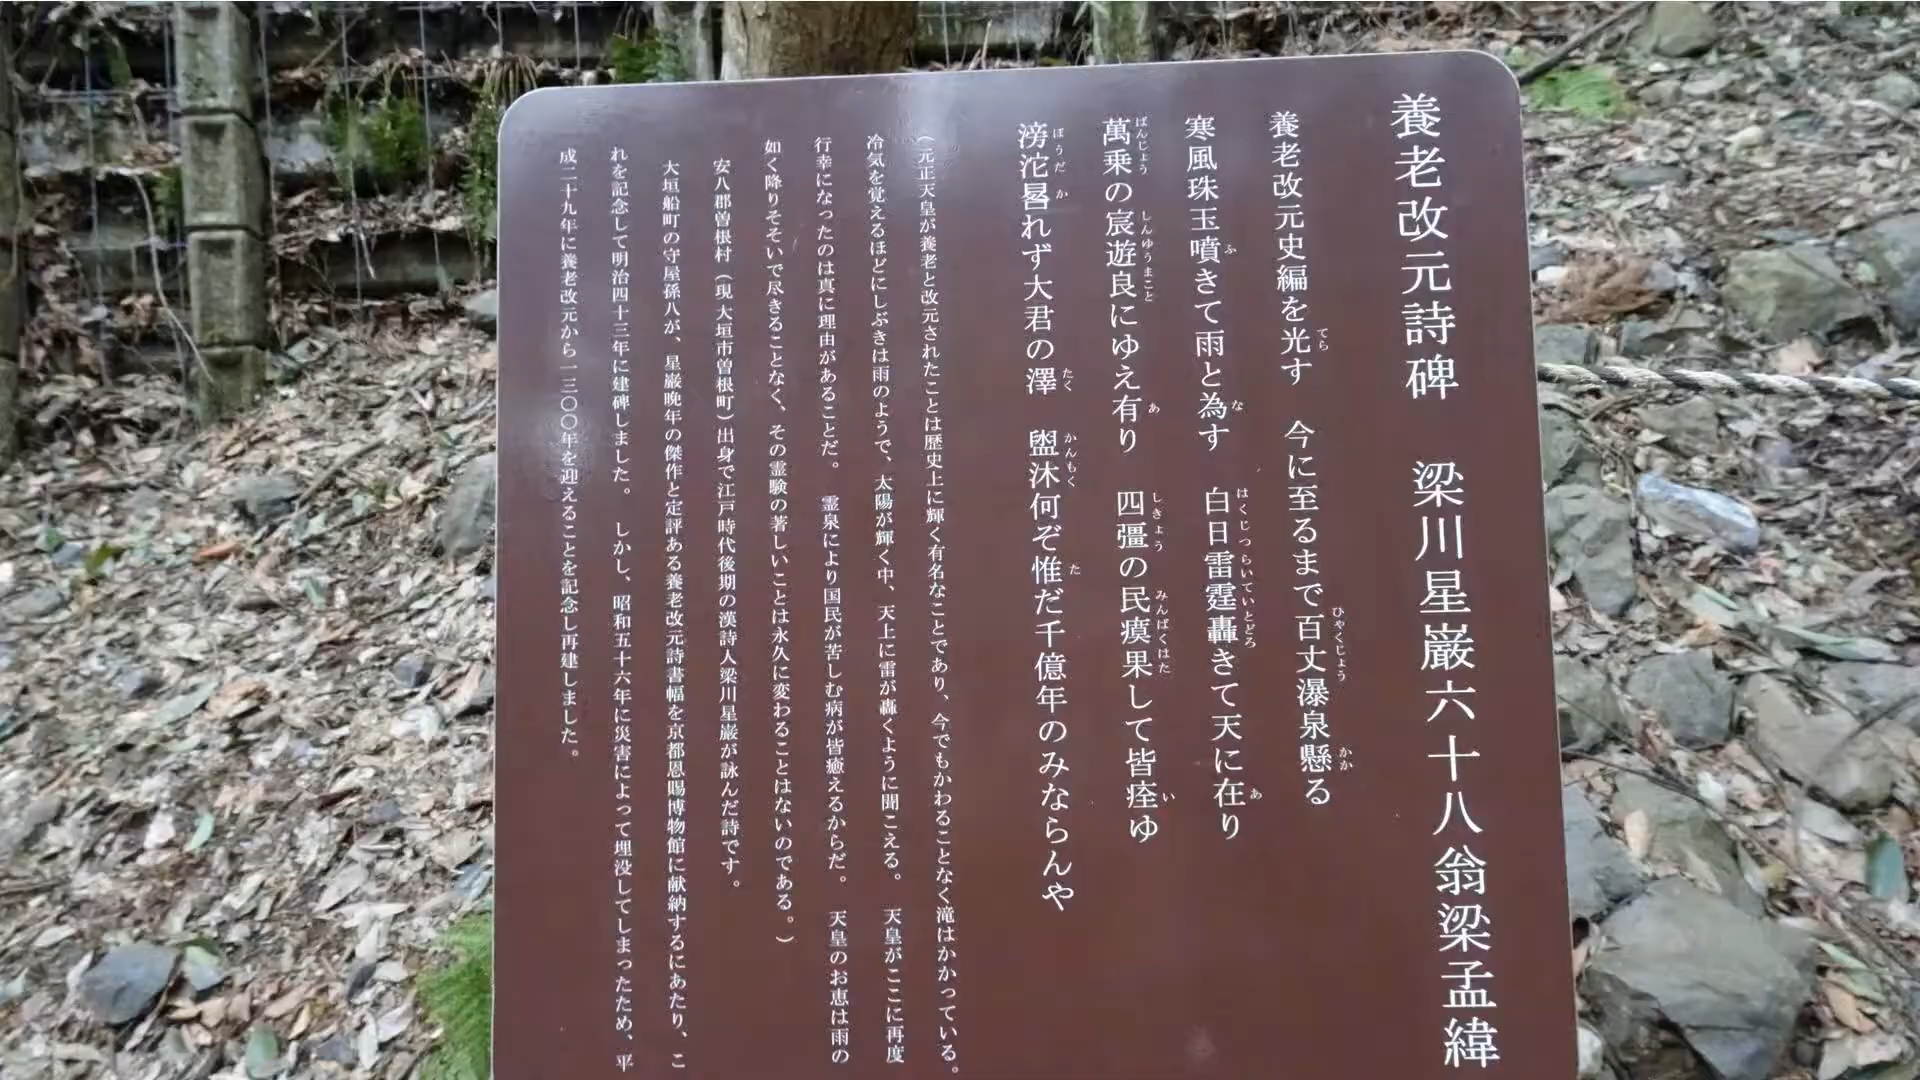 養老改元詩碑　梁川星巌六十八翁梁孟緯
養老改元史編を光す　今に至るまで百丈瀑泉懸る
寒風珠玉噴きて雨と為す　白日雷霆轟きて天に在り
萬乗の宸遊良にゆえ有り　四彊の民瘼果して皆痊ゆ
滂沱晷れず大君の澤　盥沐何ぞ惟だ千億年のみならんや
(元正天皇が養老と改元されたことは歴史上に輝く有名なことであり、今でもかわることなく滝はかかっている。
冷気を覚えるほどにしぶきは雨のようで、太陽が輝く中、天上に雷が轟くように聞こえる。　天皇がここに再度
行幸になったのは真に理由があることだ。　霊泉により国民が苦しむ病が皆癒えるからだ。　天皇のお恵は雨の
如く降りそそいで尽きることなく、その霊験の著しいことは永久に変わることはないのである。)
安八郡曽根村（現大垣市曽根町）出身で江戸時代後期の漢詩人梁川星巌が詠んだ詩です。
大垣船町の守屋孫八が、星巌晩年の傑作と定評ある養老改元詩書幅を京都恩賜博物館に献納するにあたり、こ
れを記念して明治四十三年に建碑しました。　しかし、昭和五十六年に災害によって埋没してしまったため、平
成二十九年に養老改元から一三〇〇年を迎えることを記念し再建しました。